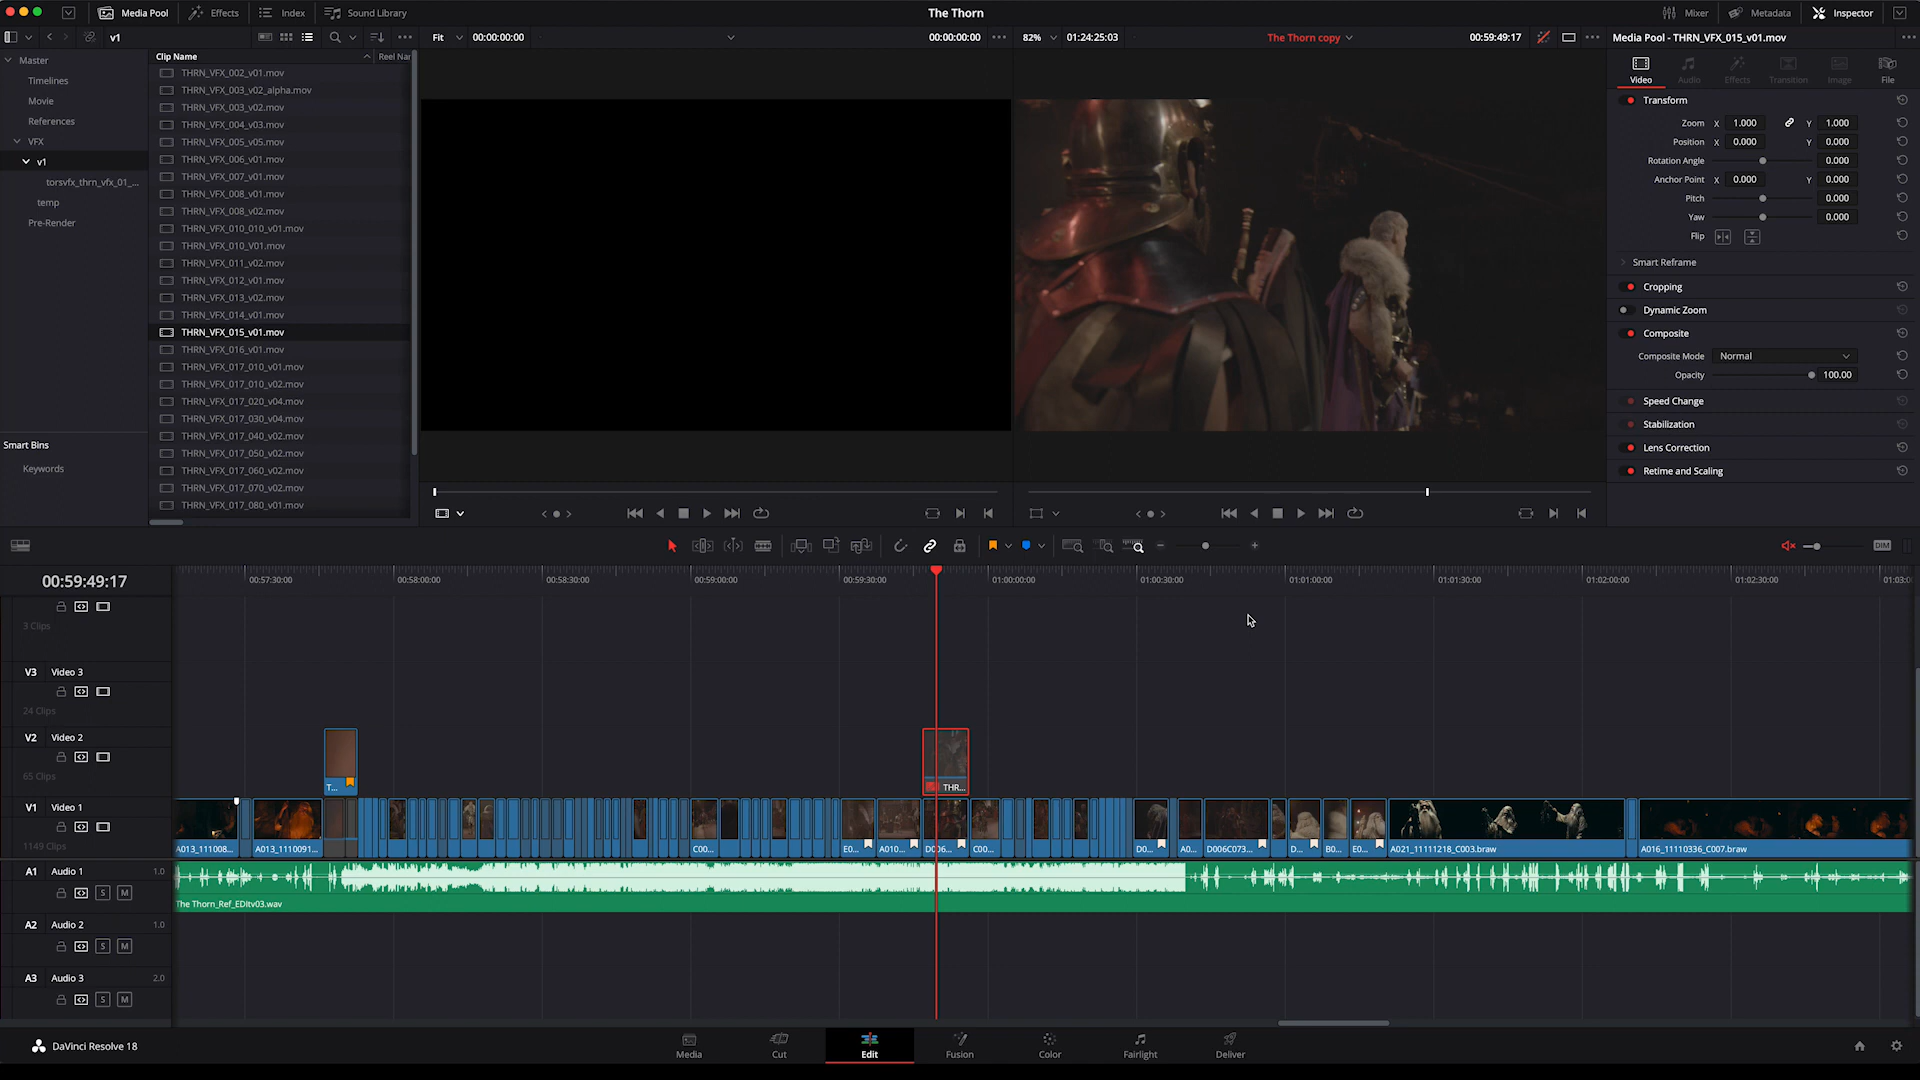 Media Pool
Effects
Index
Sound Library
The Thorn
Mixer
Metadata
Inspector
v1
Fit
00:00:00:00
00:00:00:00
82%
01:24:25:03
The Thorn copy
00:59:49:17
Media Pool - THRN_VFX_015_v01.mov
Master
Timelines
Movie
References
VFX
v1
torsvfx_thrn_vfx_01_...
temp
Pre-Render
Smart Bins
Keywords
Clip Name
Reel Nar
THRN_VFX_002_v01.mov
THRN_VFX_003_v02_alpha.mov
THRN_VFX_003_v02.mov
THRN_VFX_004_v03.mov
THRN_VFX_005_v05.mov
THRN_VFX_006_v01.mov
THRN_VFX_007_v01.mov
THRN_VFX_008_v01.mov
THRN_VFX_008_v02.mov
THRN_VFX_010_010_v01.mov
THRN_VFX_010_V01.mov
THRN_VFX_011_v02.mov
THRN_VFX_012_v01.mov
THRN_VFX_013_v02.mov
THRN_VFX_014_v01.mov
THRN_VFX_015_v01.mov
THRN_VFX_016_v01.mov
THRN_VFX_017_010_v01.mov
THRN_VFX_017_010_v02.mov
THRN_VFX_017_020_v04.mov
THRN_VFX_017_030_v04.mov
THRN_VFX_017_040_v02.mov
THRN_VFX_017_050_v02.mov
THRN_VFX_017_060_v02.mov
THRN_VFX_017_070_v02.mov
THRN_VFX_017_080_v01.mov
Video
Audio
Effects
Transition
Image
File
Transform
Zoom X 1.000 Y 1.000
Position X 0.000 Y 0.000
Rotation Angle 0.000
Anchor Point X 0.000 Y 0.000
Pitch 0.000
Yaw 0.000
Flip
Smart Reframe
Cropping
Dynamic Zoom
Composite
Composite Mode Normal
Opacity 100.00
Speed Change
Stabilization
Lens Correction
Retime and Scaling
DIM
00:59:49:17
00:57:30:00
00:58:00:00
00:58:30:00
00:59:00:00
00:59:30:00
01:00:00:00
01:00:30:00
01:01:00:00
01:01:30:00
01:02:00:00
01:02:30:00
01:03:0
3 Clips
V3 Video 3
24 Clips
V2 Video 2
65 Clips
T...
THR...
V1 Video 1
1149 Clips
A013_111008...
A013_1110091...
C00...
E0...
A010...
D006...
C00...
D0...
A0...
D006C073...
D...
B0...
E0...
A021_11111218_C003.braw
A016_11110336_C007.braw
A1 Audio 1 1.0
S M
The Thorn_Ref_EDItv03.wav
A2 Audio 2 1.0
S M
A3 Audio 3 2.0
S M
DaVinci Resolve 18
Media
Cut
Edit
Fusion
Color
Fairlight
Deliver